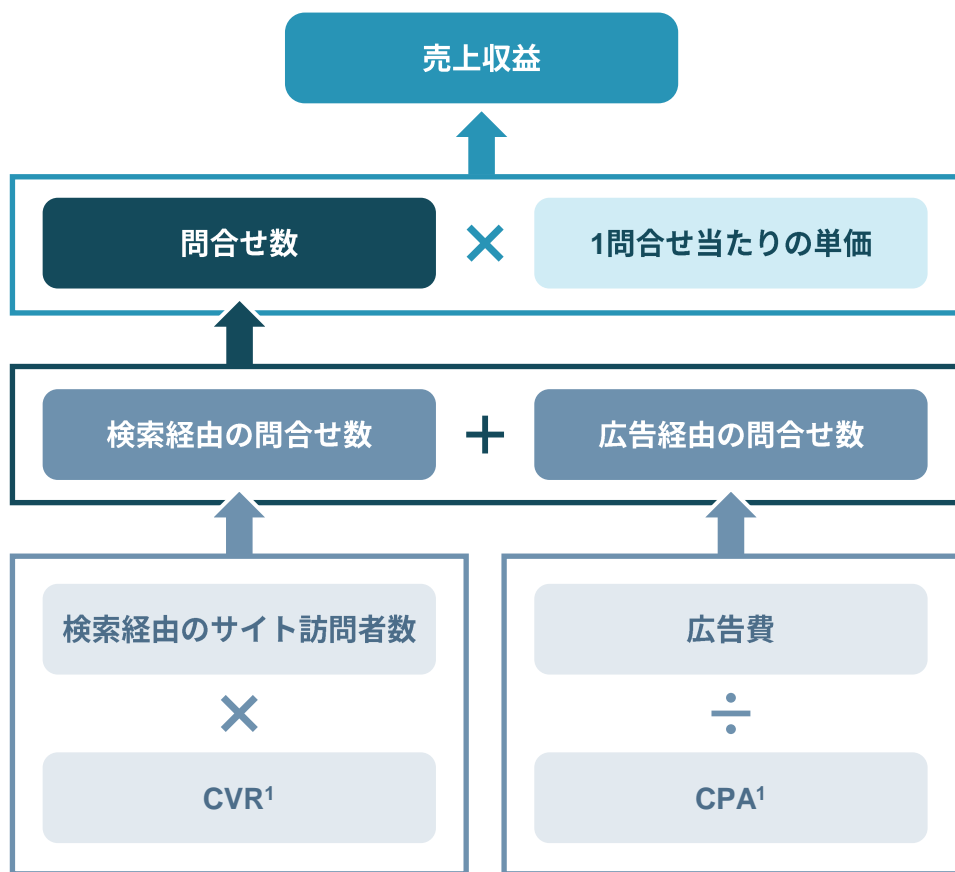 売上収益
問合せ数
×
1問合せ当たりの単価
検索経由の問合せ数
+
広告経由の問合せ数
検索経由のサイト訪問者数
×
CVR¹
広告費
÷
CPA¹